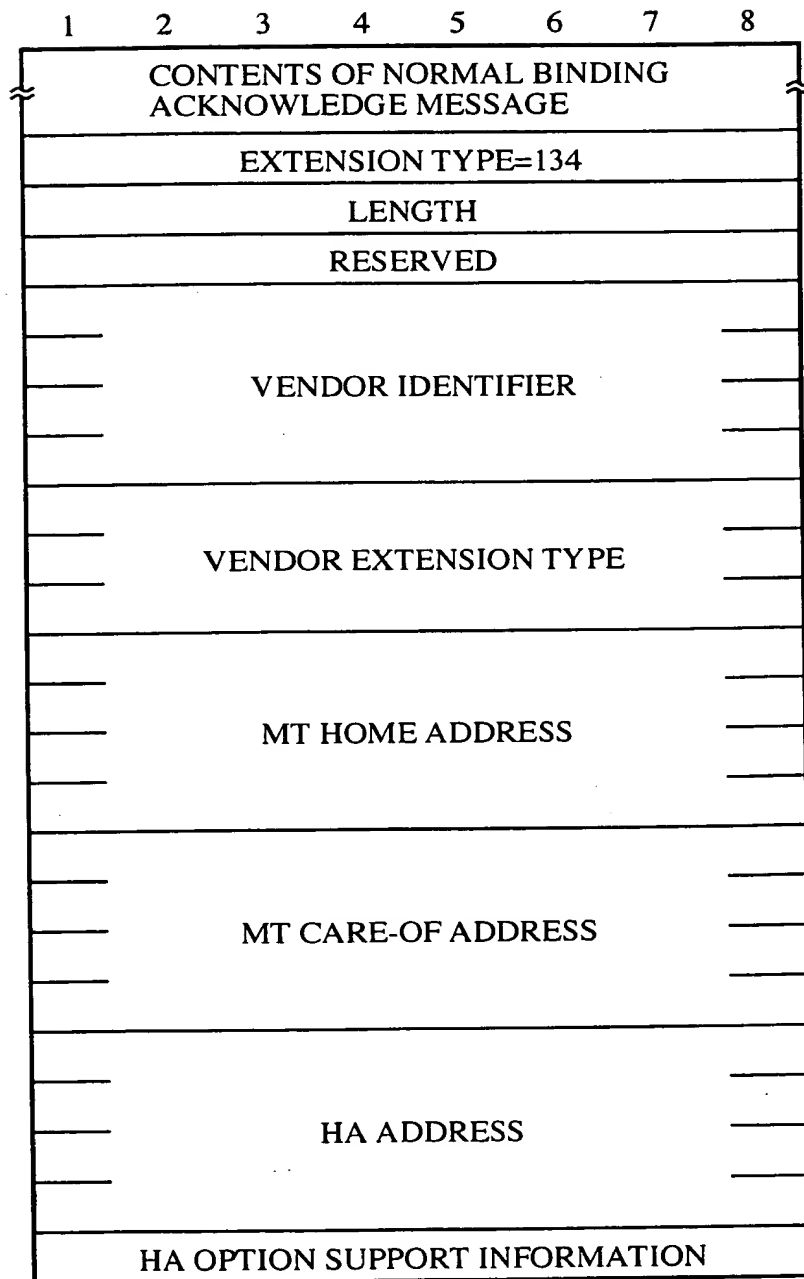 1 2 3 4 5 6 7 8
CONTENTS OF NORMAL BINDING
ACKNOWLEDGE MESSAGE
EXTENSION TYPE=134
LENGTH
RESERVED
VENDOR IDENTIFIER
VENDOR EXTENSION TYPE
MT HOME ADDRESS
MT CARE-OF ADDRESS
HA ADDRESS
HA OPTION SUPPORT INFORMATION